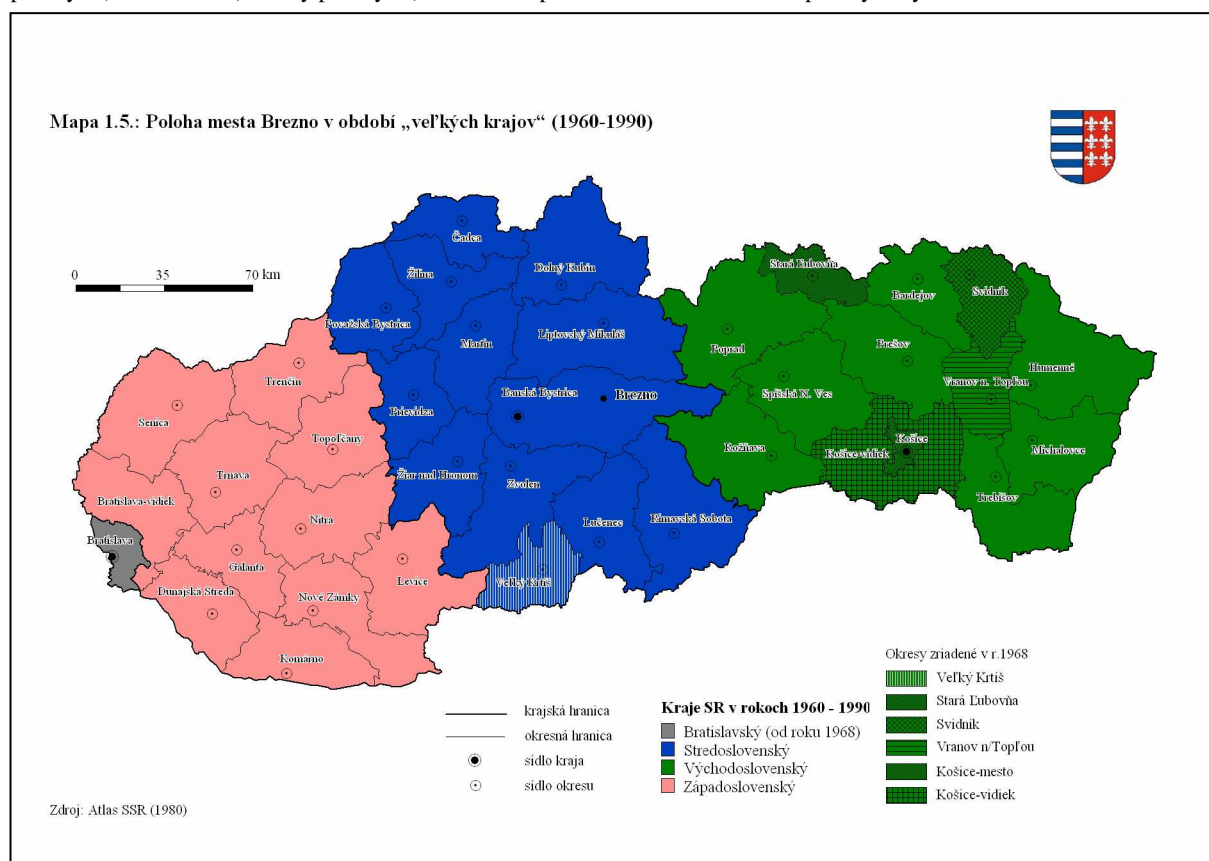 Mapa 1.5.: Poloha mesta Brezno v období „veľkých krajov“ (1960-1990)
0 35 70 km
Čadca
Žilina
Dolný Kubín
Považská Bystrica
Martin
Liptovský Mikuláš
Stará Ľubovňa
Bardejov
Svidník
Poprad
Prešov
Humenné
Vranov n. Topľou
Spišská N. Ves
Trenčín
Prievidza
Banská Bystrica
Brezno
Senica
Topoľčany
Rožňava
Košice-vidiek
Košice
Michalovce
Trnava
Žiar nad Hronom
Zvolen
Trebišov
Bratislava-vidiek
Nitra
Lučenec
Rimavská Sobota
Bratislava
Galanta
Levice
Veľký Krtíš
Dunajská Streda
Nové Zámky
Komárno
krajská hranica
okresná hranica
sídlo kraja
sídlo okresu
Kraje SR v rokoch 1960 - 1990
Bratislavský (od roku 1968)
Stredoslovenský
Východoslovenský
Západoslovenský
Okresy zriadené v r.1968
Veľký Krtíš
Stará Ľubovňa
Svidník
Vranov n/Topľou
Košice-mesto
Košice-vidiek
Zdroj: Atlas SSR (1980)